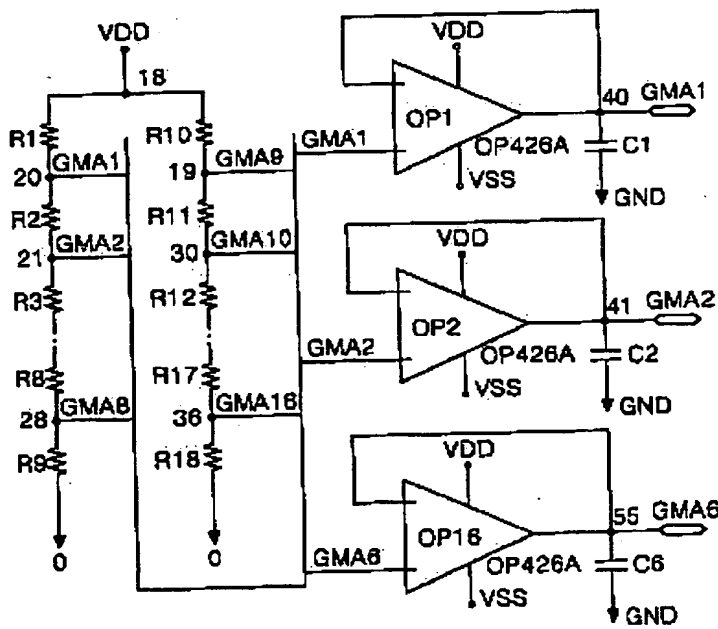 VDD
18
R1
GMA1
20
R2
GMA2
21
R3
R8
GMA8
28
R9
0
R10
GMA9
19
R11
GMA10
30
R12
R17
GMA16
36
R18
0
GMA1
VDD
OP1
OP426A
VSS
40
GMA1
C1
GND
GMA2
VDD
OP2
OP426A
VSS
41
GMA2
C2
GND
GMA6
VDD
OP16
OP426A
VSS
55
GMA6
C6
GND